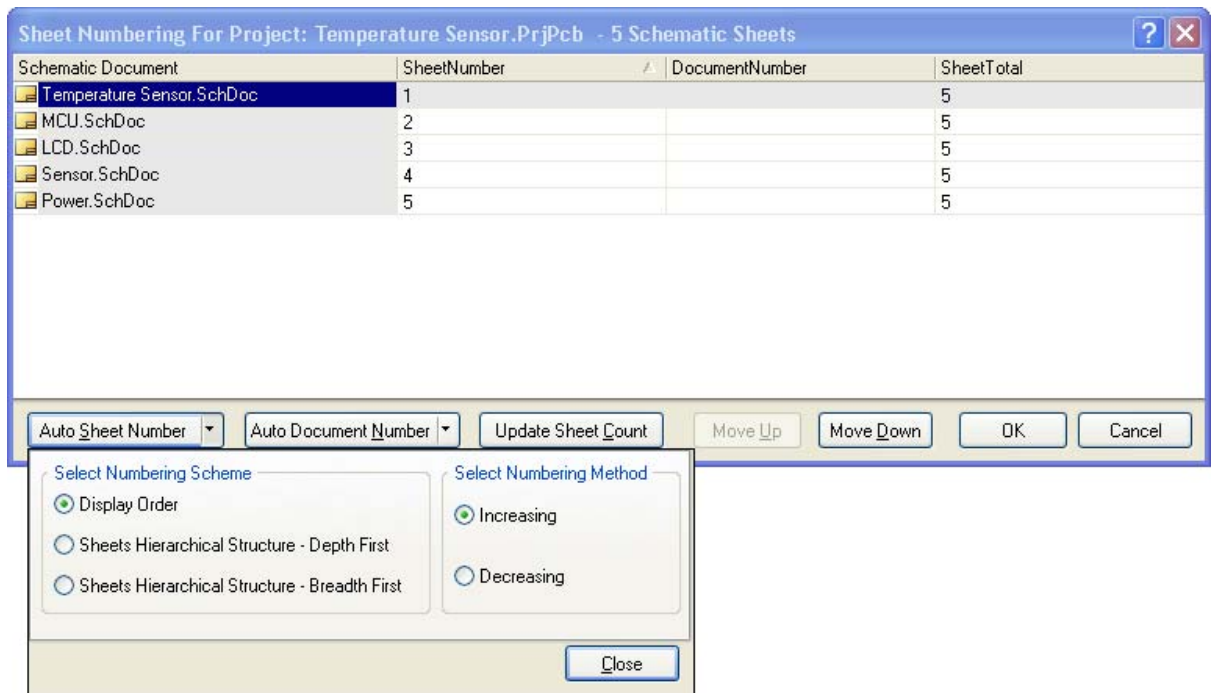 Sheet Numbering For Project: Temperature Sensor.PrjPcb - 5 Schematic Sheets
Schematic Document SheetNumber DocumentNumber SheetTotal
Temperature Sensor.SchDoc 1 5
MCU.SchDoc 2 5
LCD.SchDoc 3 5
Sensor.SchDoc 4 5
Power.SchDoc 5 5
Auto Sheet Number Auto Document Number Update Sheet Count Move Up Move Down OK Cancel
Select Numbering Scheme Select Numbering Method
Display Order
Increasing
Sheets Hierarchical Structure - Depth First
Decreasing
Sheets Hierarchical Structure - Breadth First
Close